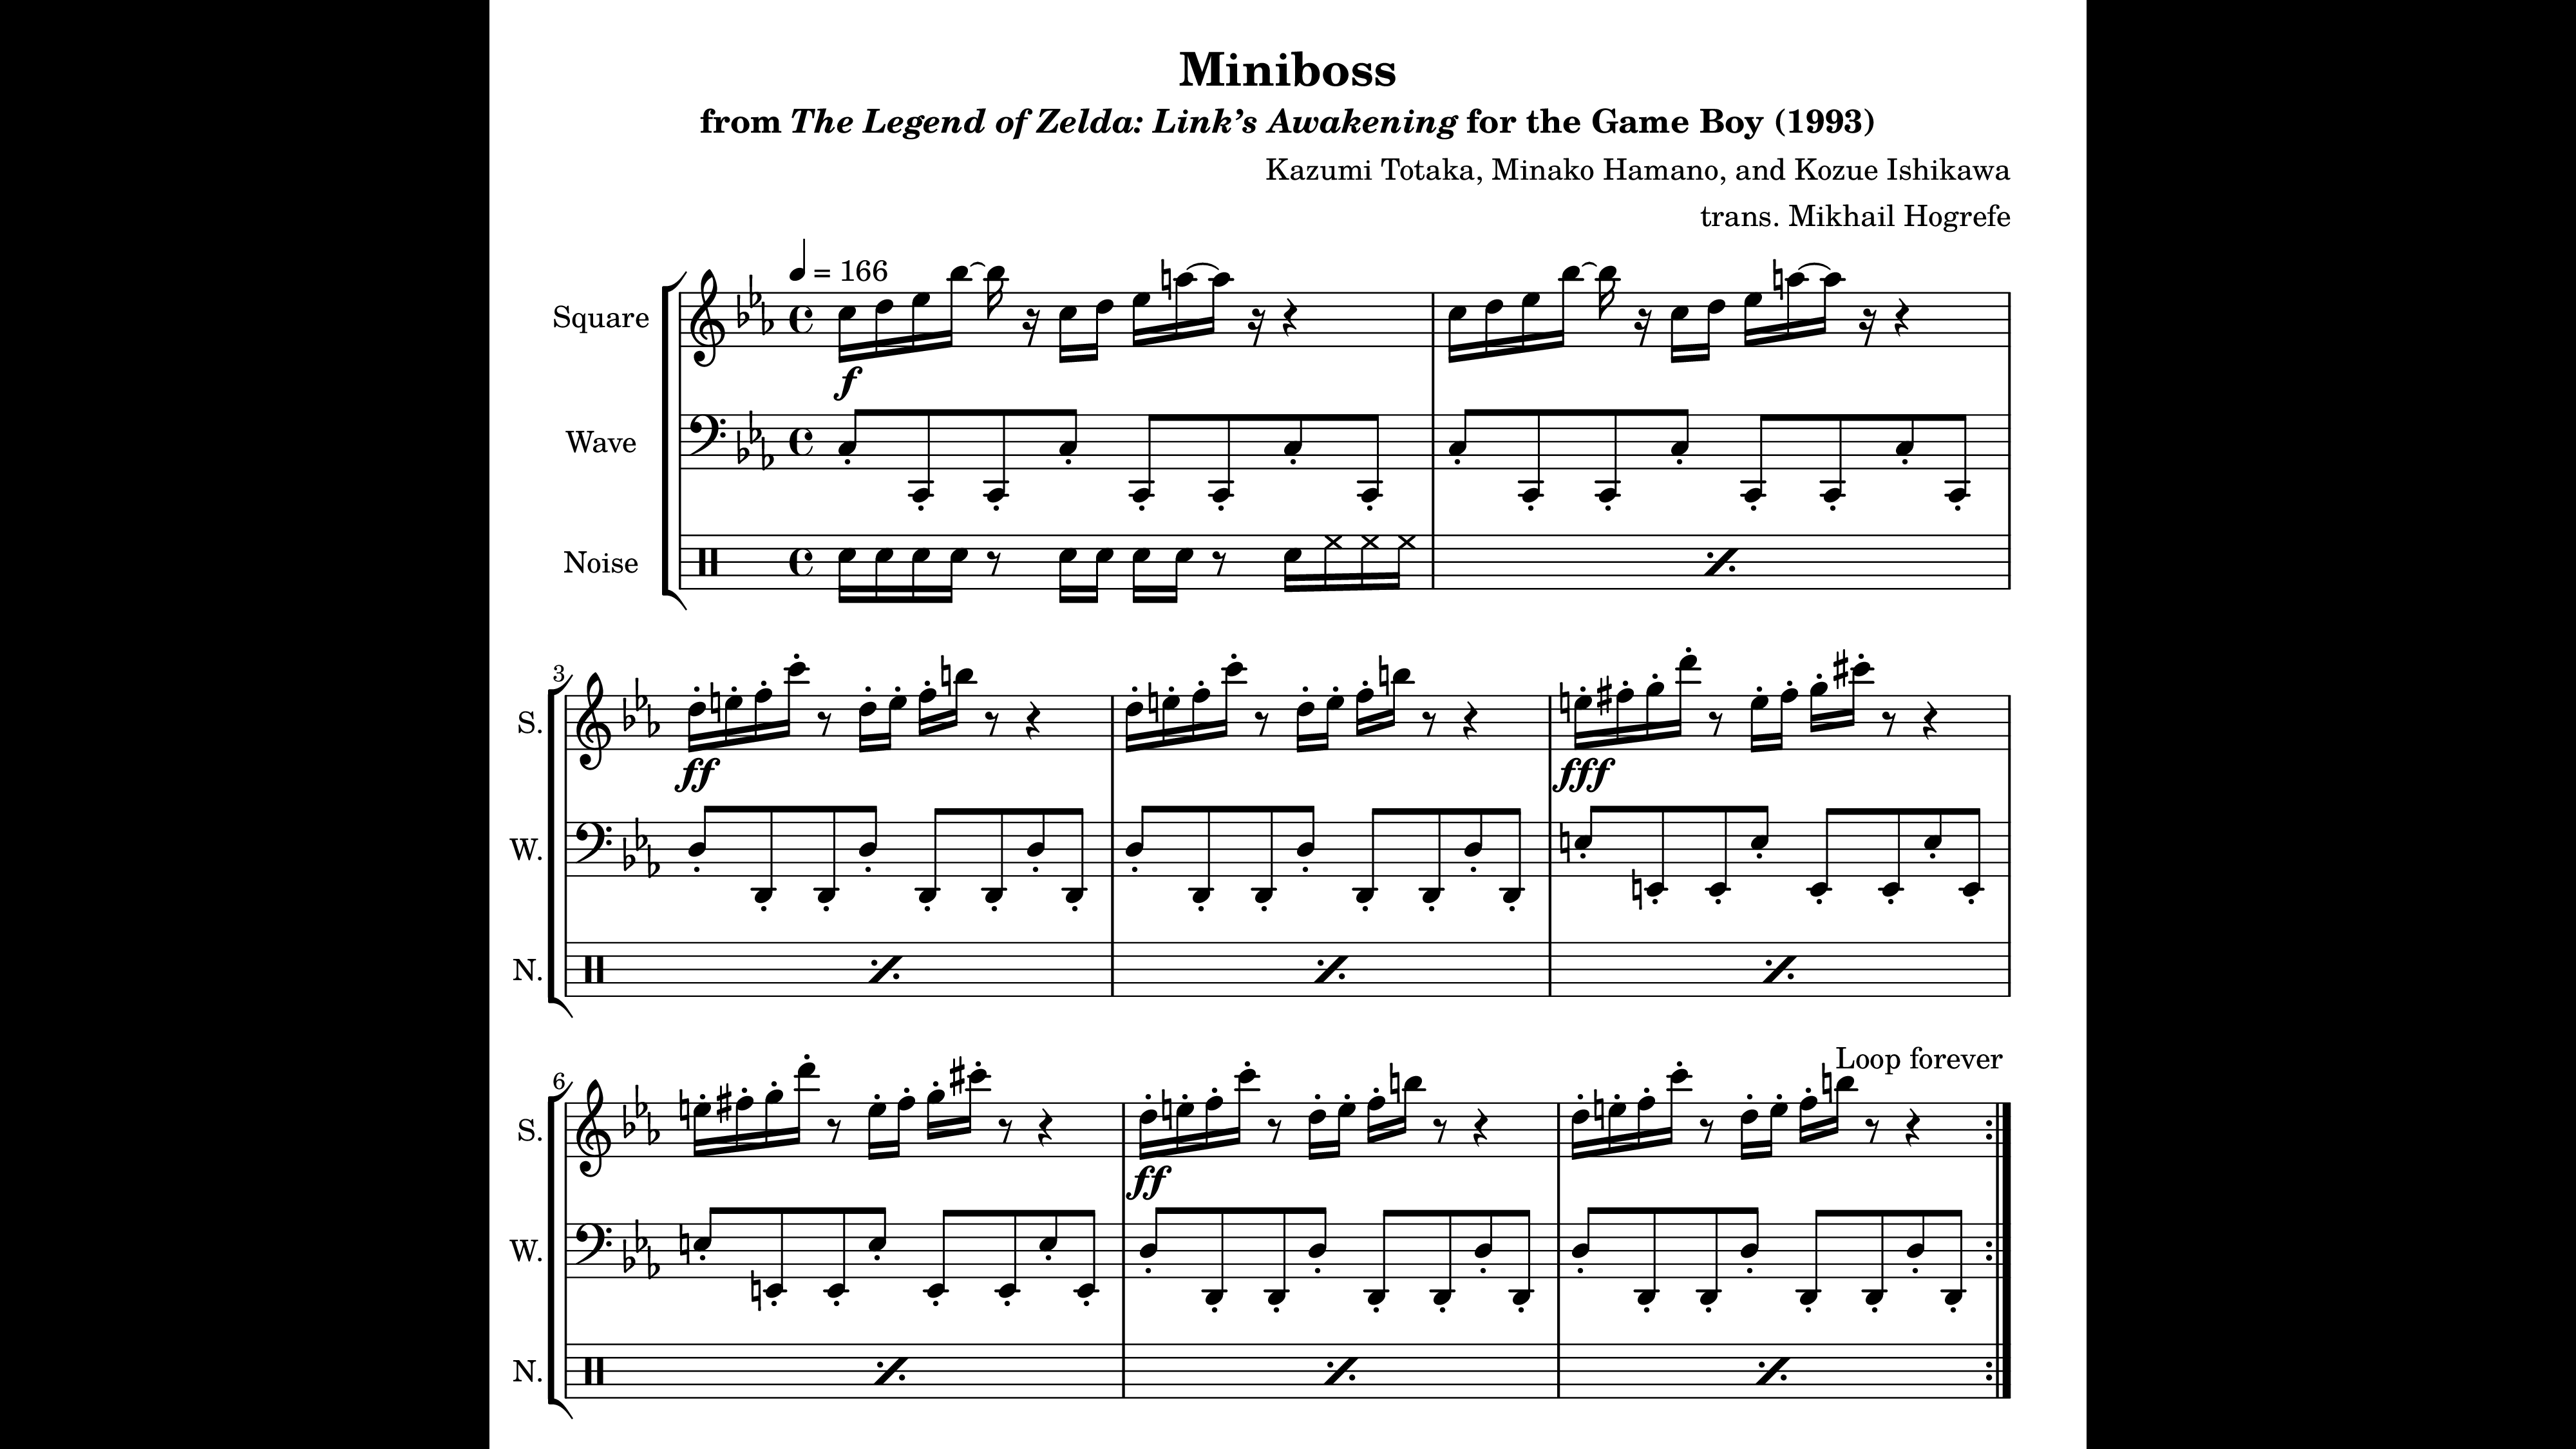 Miniboss
from The Legend of Zelda: Link’s Awakening for the Game Boy (1993)
Kazumi Totaka, Minako Hamano, and Kozue Ishikawa
trans. Mikhail Hogrefe
= 166
Square
f
Wave
Noise
3
S.
ff
fff
W.
N.
Loop forever
6
S.
ff
W.
N.